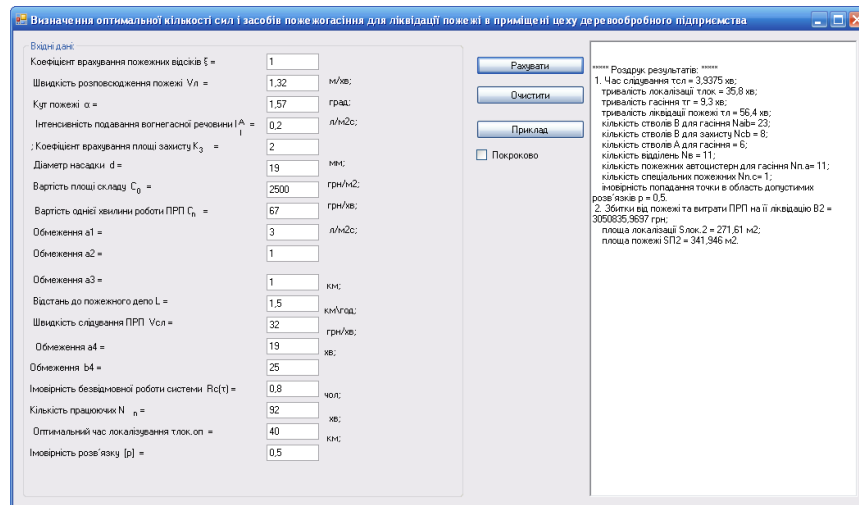 Визначення оптимальної кількості сил і засобів пожежогасіння для ліквідації пожежі в приміщені цеху деревообробного підприємства
Вхідні дані:
Коефіцієнт врахування пожежних відсіків ξ = 1
Швидкість розповсюдження пожежі Vл = 1,32 м/хв;
Кут пожежі α = 1,57 град;
Інтенсивність подавання вогнегасної речовини I А І = 0,2 л/м2с;
; Коефіцієнт врахування площі захисту K з = 2
Діаметр насадки d = 19 мм;
Вартість площі складу C 0 = 2500 грн/м2;
Вартість однієї хвилини роботи ПРП C n = 67 грн/хв;
Обмеження a1 = 3 л/м2с;
Обмеження a2 = 1
Обмеження a3 = 1 км;
Відстань до пожежного депо L = 1,5 км\год;
Швидкість слідування ПРП Vсл = 32 грн/хв;
Обмеження a4 = 19 хв;
Обмеження b4 = 25
Імовірність безвідмовної роботи системи Rc(τ) = 0,8 чол;
Кількість працюючих N n = 92 хв;
Оптимальний час локалізування τлок.оп = 40 км;
Імовірність розв´язку [p] = 0,5
Рахувати
Очистити
Приклад
Покроково
***** Роздрук результатів: *****
1. Час слідування τсл = 3,9375 хв;
тривалість локалізації τлок = 35,8 хв;
тривалість гасіння τг = 9,3 хв;
тривалість ліквідації пожежі τл = 56,4 хв;
кількість стволів В для гасіння Naib= 23;
кількість стволів В для захисту Ncb = 8;
кількість стволів А для гасіння = 6;
кількість відділень Nв = 11;
кількість пожежних автоцистерн для гасіння Nп.а= 11;
кількість спеціальних пожежних Nп.с= 1;
імовірність попадання точки в область допустимих
розв´язків p = 0,5.
2. Збитки від пожежі та витрати ПРП на її ліквідацію В2 =
3050835,9697 грн;
площа локалізації Sлок.2 = 271,61 м2;
площа пожежі SП2 = 341,946 м2.